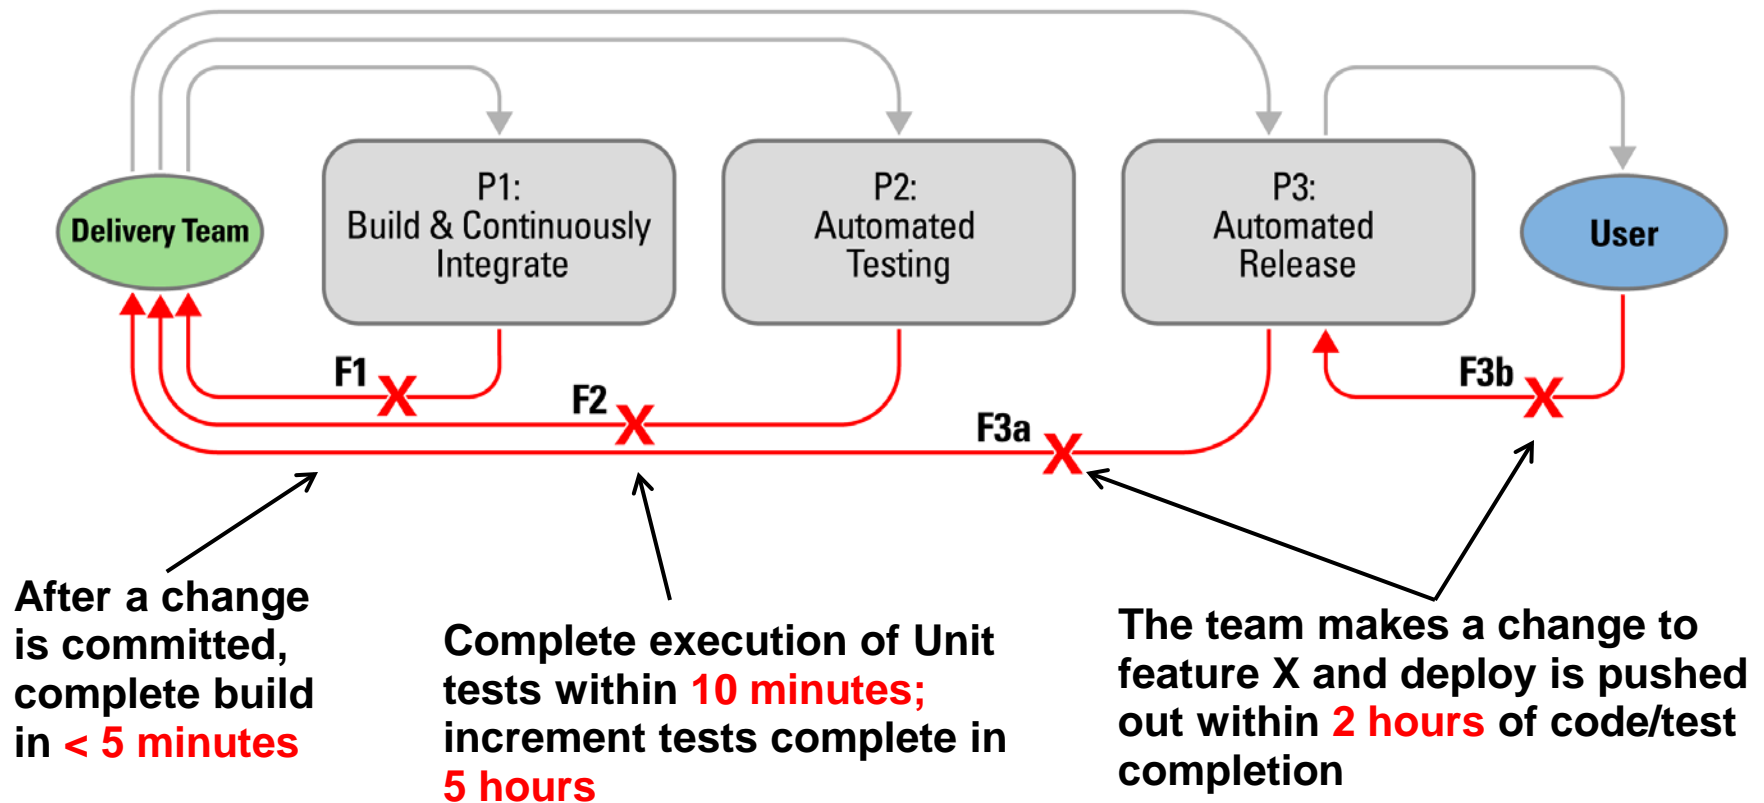 Delivery Team
P1:
Build & Continuously
Integrate
P2:
Automated
Testing
P3:
Automated
Release
User
F1
X
F2
X
F3a
X
F3b
X
After a change
is committed,
complete build
in < 5 minutes
Complete execution of Unit
tests within 10 minutes;
increment tests complete in
5 hours
The team makes a change to
feature X and deploy is pushed
out within 2 hours of code/test
completion